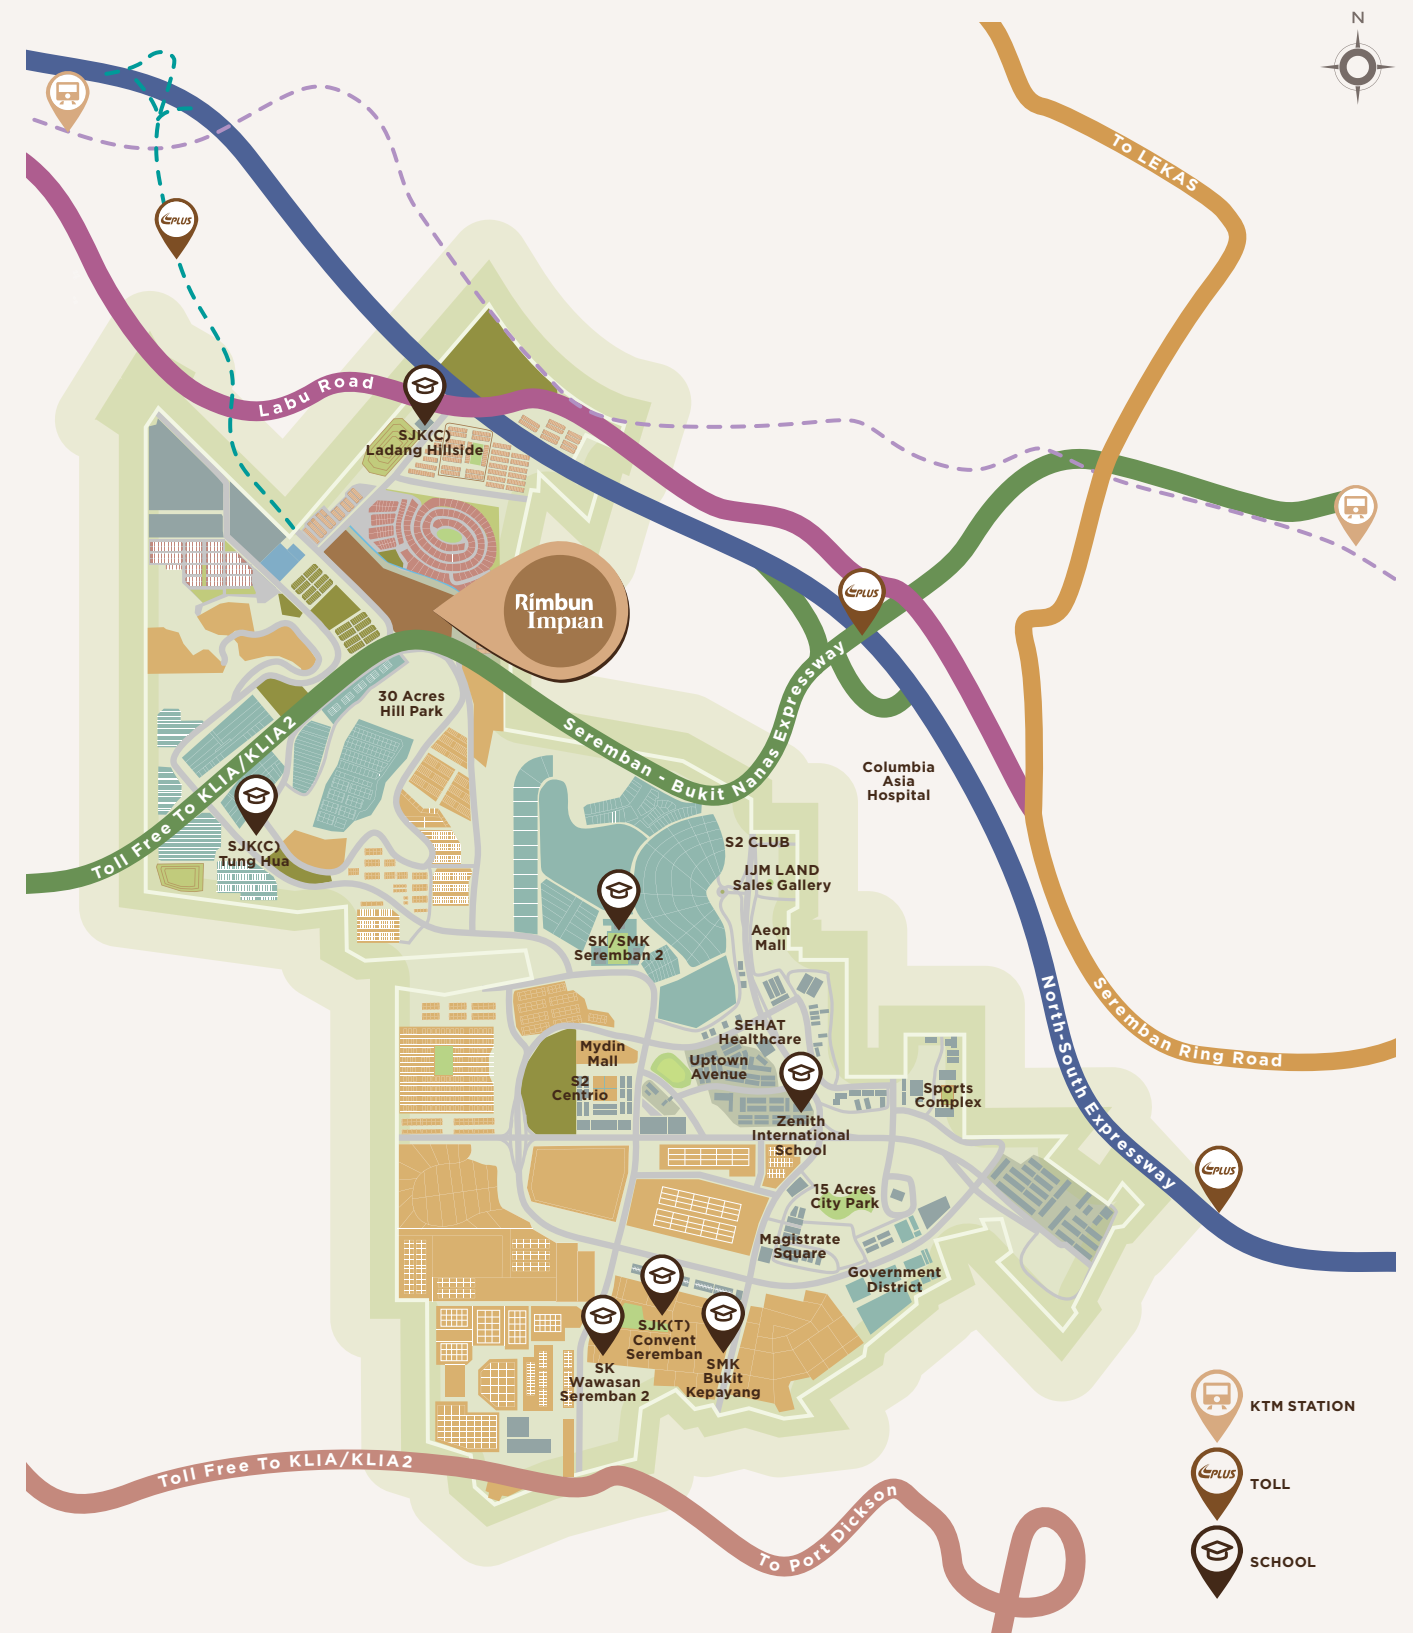 N
To LEKAS
PLUS
Labu Road
SJK(C)
Ladang Hillside
Rimbun
Impian
PLUS
30 Acres
Hill Park
Seremban - Bukit Nanas Expressway
Toll Free To KLIA/KLIA2
Columbia
Asia
Hospital
SJK(C)
Tung Hua
S2 CLUB
IJM LAND
Sales Gallery
Aeon
Mall
SK/SMK
Seremban 2
North-South Expressway
Seremban Ring Road
SEHAT
Healthcare
Mydin
Mall
Uptown
Avenue
S2
Centrio
Sports
Complex
Zenith
International
School
PLUS
15 Acres
City Park
Magistrate
Square
Government
District
SJK(T)
Convent
Seremban
SK
Wawasan
Seremban 2
SMK
Bukit
Kepayang
Toll Free To KLIA/KLIA2
To Port Dickson
KTM STATION
PLUS
TOLL
SCHOOL